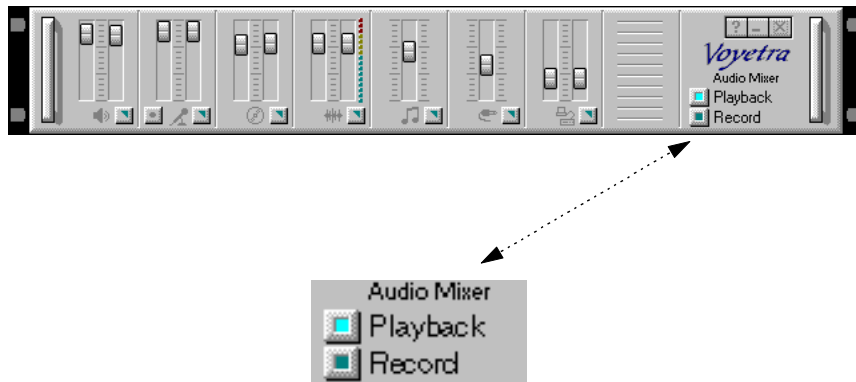 Voyetra
Audio Mixer
Playback
Record
Audio Mixer
Playback
Record